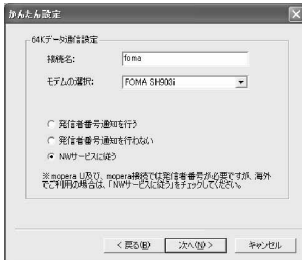 かんたん設定
64Kデータ通信設定
接続名:
foma
モデムの選択:
FOMA SH903i
発信者番号通知を行う
発信者番号通知を行わない
NWサービスに従う
※mopera U及び、mopera接続では発信者番号が必要ですが、海外
でご利用の場合は、「NWサービスに従う」をチェックしてください。
< 戻る(B)
次へ(N) >
キャンセル